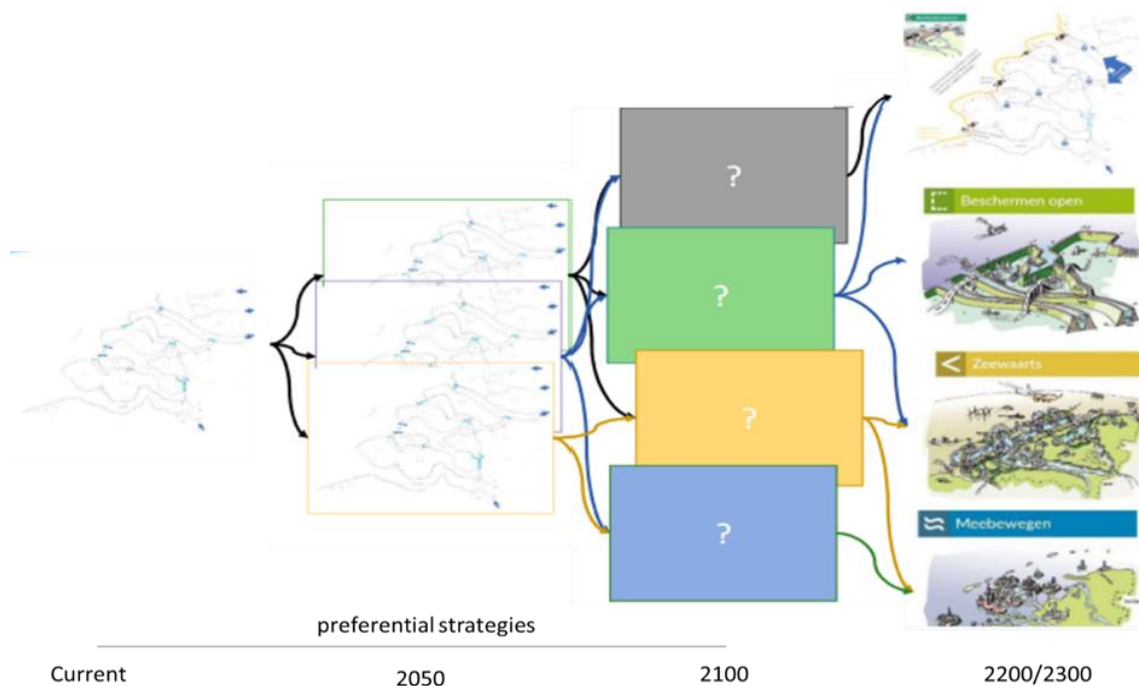 ?
Beschermen open
?
Zeewaarts
?
Meebewegen
?
preferential strategies
Current
2050
2100
2200/2300